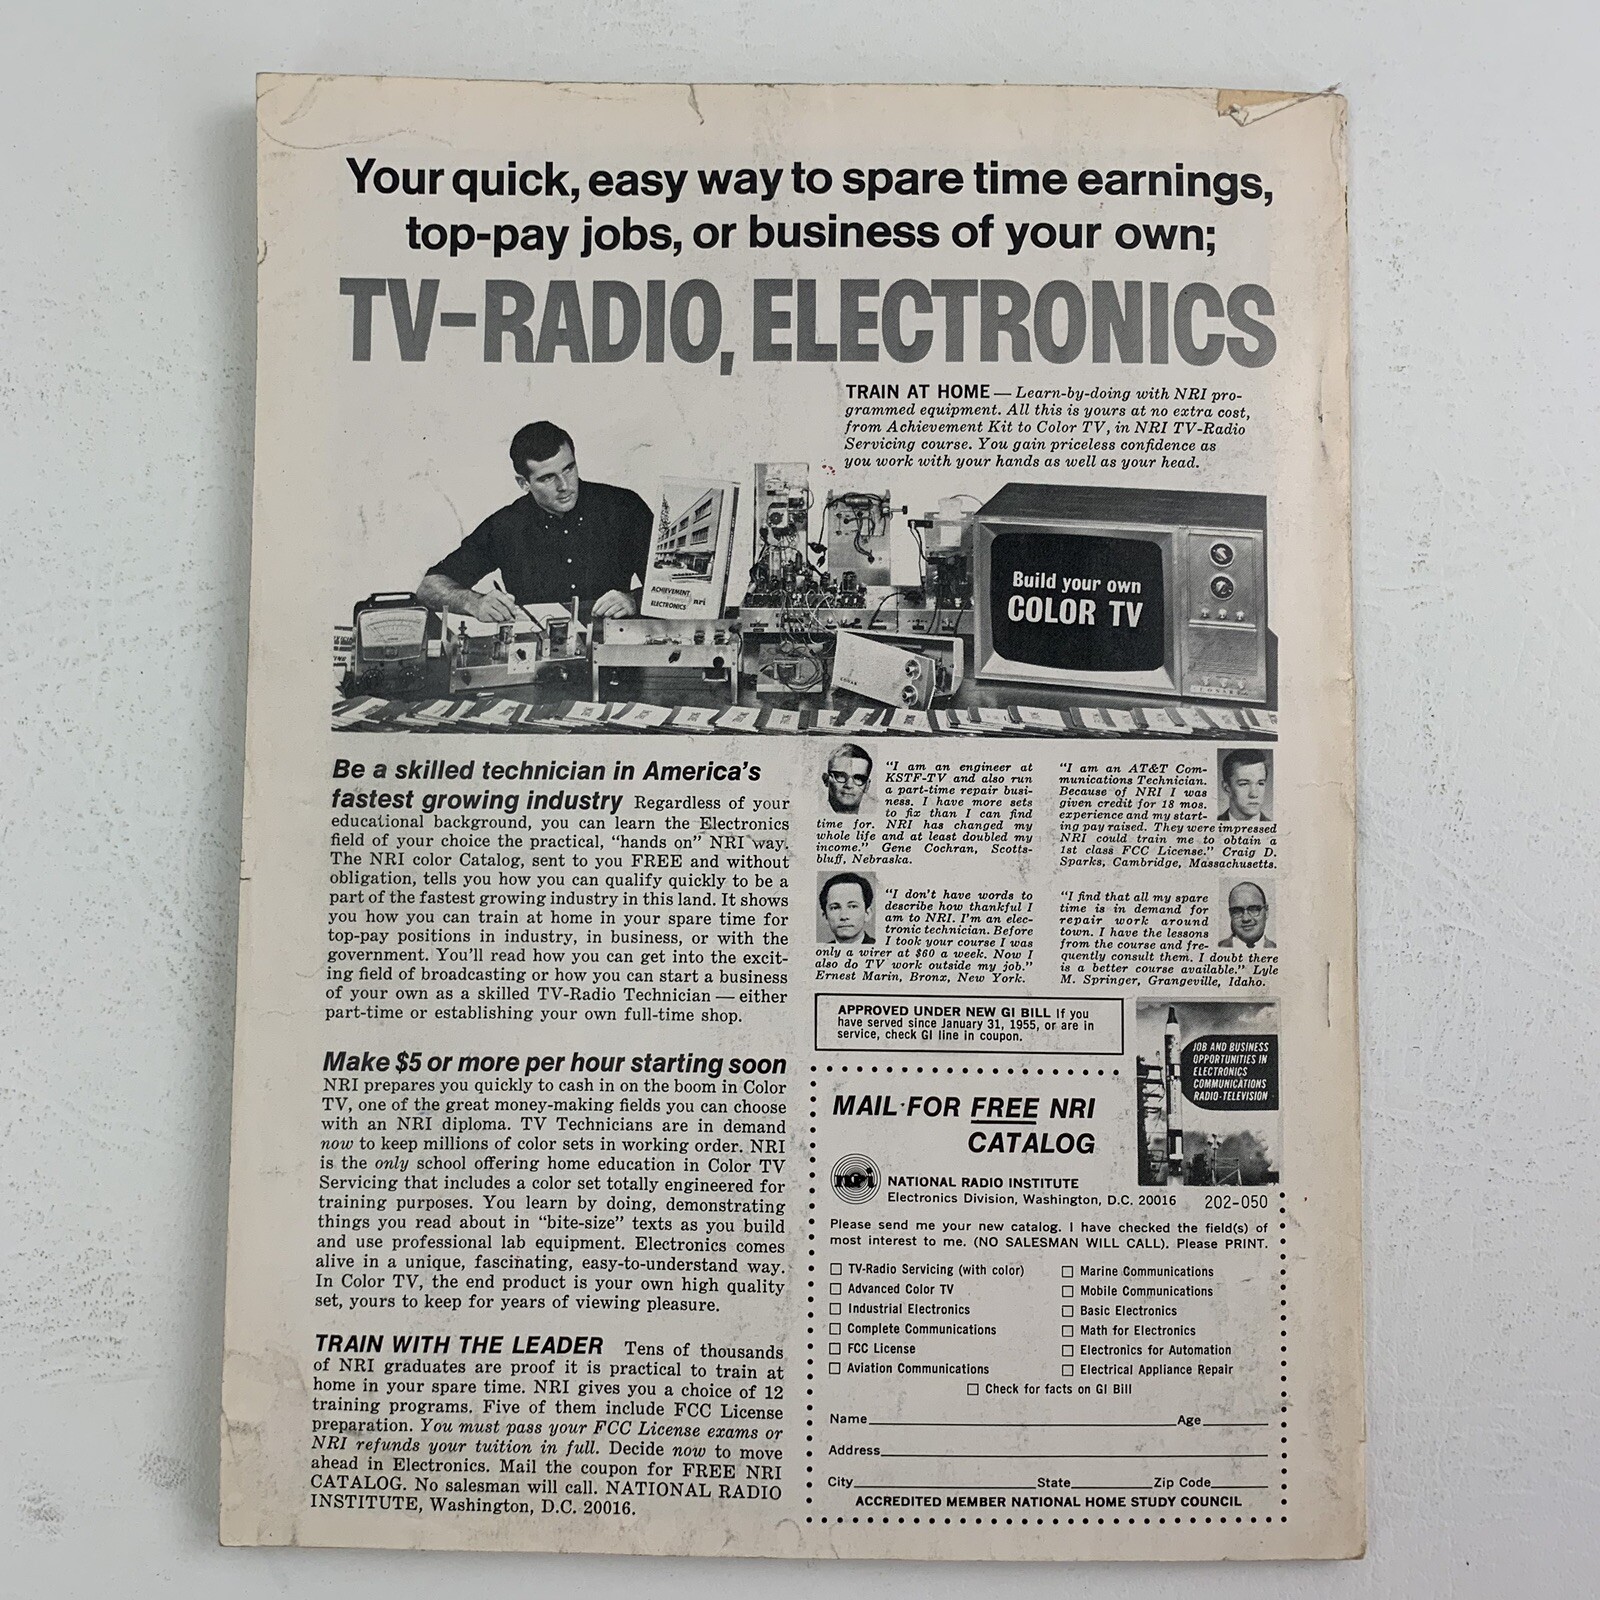 Your quick, easy way to spare time earnings,
top-pay jobs, or business of your own;
TV-RADIO, ELECTRONICS
TRAIN AT HOME — Learn-by-doing with NRI pro-
grammed equipment. All this is yours at no extra cost,
from Achievement Kit to Color TV, in NRI TV-Radio
Servicing course. You gain priceless confidence as
you work with your hands as well as your head.
ACHIEVEMENT
ELECTRONICS nri
Build your own
COLOR TV
CONAR
CONAR
Be a skilled technician in America's
fastest growing industry Regardless of your
educational background, you can learn the Electronics
field of your choice the practical, "hands on" NRI way.
The NRI color Catalog, sent to you FREE and without
obligation, tells you how you can qualify quickly to be a
part of the fastest growing industry in this land. It shows
you how you can train at home in your spare time for
top-pay positions in industry, in business, or with the
government. You'll read how you can get into the excit-
ing field of broadcasting or how you can start a business
of your own as a skilled TV-Radio Technician — either
part-time or establishing your own full-time shop.
Make $5 or more per hour starting soon
NRI prepares you quickly to cash in on the boom in Color
TV, one of the great money-making fields you can choose
with an NRI diploma. TV Technicians are in demand
now to keep millions of color sets in working order. NRI
is the only school offering home education in Color TV
Servicing that includes a color set totally engineered for
training purposes. You learn by doing, demonstrating
things you read about in "bite-size" texts as you build
and use professional lab equipment. Electronics comes
alive in a unique, fascinating, easy-to-understand way.
In Color TV, the end product is your own high quality
set, yours to keep for years of viewing pleasure.
TRAIN WITH THE LEADER Tens of thousands
of NRI graduates are proof it is practical to train at
home in your spare time. NRI gives you a choice of 12
training programs. Five of them include FCC License
preparation. You must pass your FCC License exams or
NRI refunds your tuition in full. Decide now to move
ahead in Electronics. Mail the coupon for FREE NRI
CATALOG. No salesman will call. NATIONAL RADIO
INSTITUTE, Washington, D.C. 20016.
"I am an engineer at
KSTF-TV and also run
a part-time repair busi-
ness. I have more sets
to fix than I can find
time for. NRI has changed my
whole life and at least doubled my
income." Gene Cochran, Scotts-
bluff, Nebraska.
"I am an AT&T Com-
munications Technician.
Because of NRI I was
given credit for 18 mos.
experience and my start-
ing pay raised. They were impressed
NRI could train me to obtain a
1st class FCC License." Craig D.
Sparks, Cambridge, Massachusetts.
"I don't have words to
describe how thankful I
am to NRI. I'm an elec-
tronic technician. Before
I took your course I was
only a wirer at $60 a week. Now I
also do TV work outside my job."
Ernest Marin, Bronx, New York.
"I find that all my spare
time is in demand for
repair work around
town. I have the lessons
from the course and fre-
quently consult them. I doubt there
is a better course available." Lyle
M. Springer, Grangeville, Idaho.
APPROVED UNDER NEW GI BILL If you
have served since January 31, 1955, or are in
service, check GI line in coupon.
JOB AND BUSINESS
OPPORTUNITIES IN
ELECTRONICS
COMMUNICATIONS
RADIO-TELEVISION
MAIL FOR FREE NRI
CATALOG
nri
NATIONAL RADIO INSTITUTE
Electronics Division, Washington, D.C. 20016 202-050
Please send me your new catalog. I have checked the field(s) of
most interest to me. (NO SALESMAN WILL CALL). Please PRINT.
TV-Radio Servicing (with color)
Advanced Color TV
Industrial Electronics
Complete Communications
FCC License
Aviation Communications
Marine Communications
Mobile Communications
Basic Electronics
Math for Electronics
Electronics for Automation
Electrical Appliance Repair
Check for facts on GI Bill
Name Age
Address
City State Zip Code
ACCREDITED MEMBER NATIONAL HOME STUDY COUNCIL